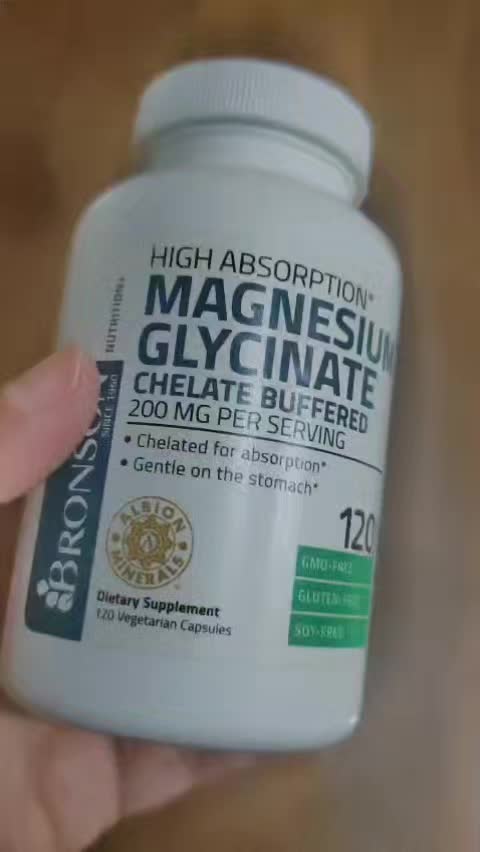 HIGH ABSORPTION*
MAGNESIUM
GLYCINATE
CHELATE BUFFERED
200 MG PER SERVING
• Chelated for absorption*
• Gentle on the stomach*
NUTRITION+
BRONSON
SINCE 1960
120
ALBION
MINERALS
GMO-FREE
GLUTEN-FREE
SOY-FREE
Dietary Supplement
120 Vegetarian Capsules